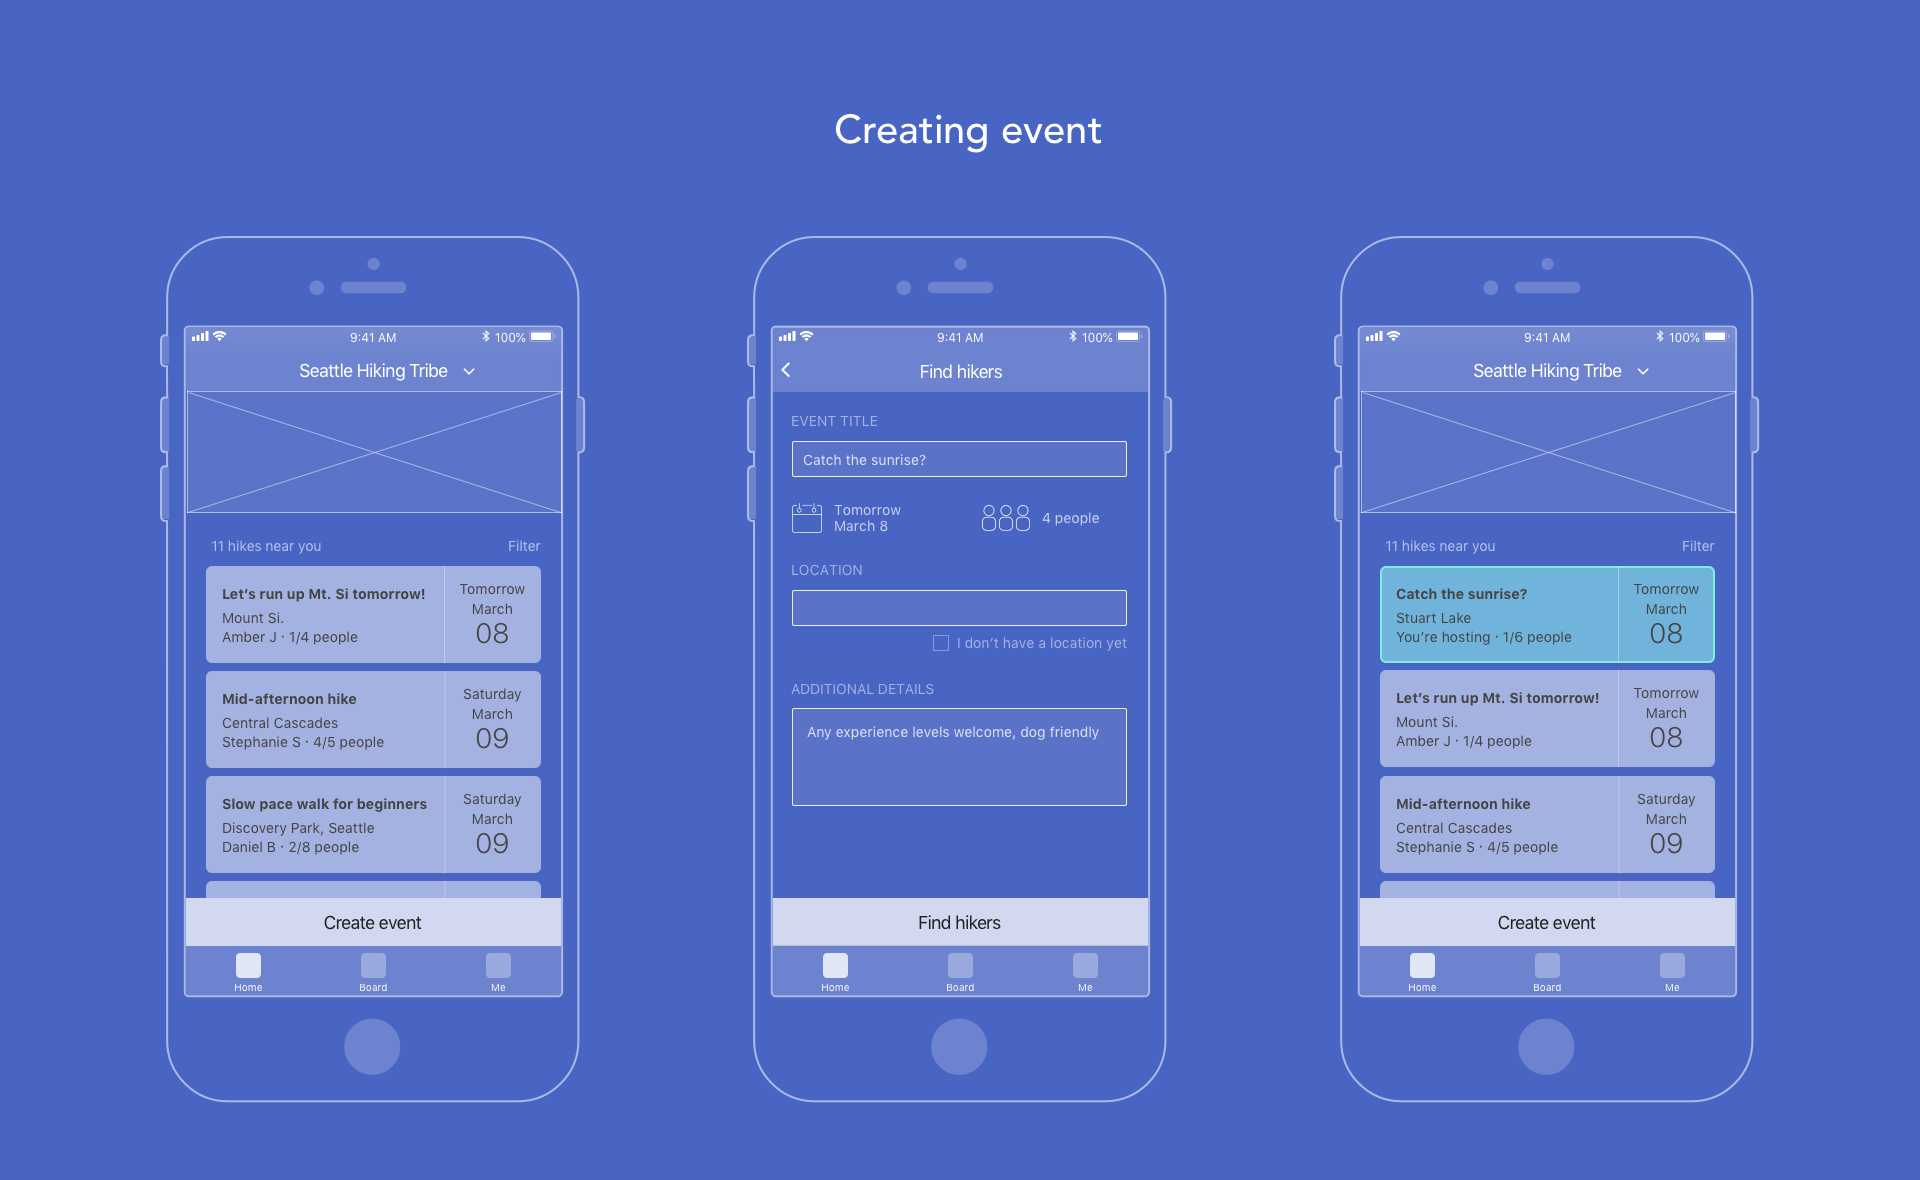 Creating event
9:41 AM
100%
Seattle Hiking Tribe
11 hikes near you
Filter
Let's run up Mt. Si tomorrow!
Mount Si.
Amber J · 1/4 people
Tomorrow
March
08
Mid-afternoon hike
Central Cascades
Stephanie S · 4/5 people
Saturday
March
09
Slow pace walk for beginners
Discovery Park, Seattle
Daniel B · 2/8 people
Saturday
March
09
Create event
Home
Board
Me
9:41 AM
100%
Find hikers
EVENT TITLE
Catch the sunrise?
Tomorrow
March 8
4 people
LOCATION
I don't have a location yet
ADDITIONAL DETAILS
Any experience levels welcome, dog friendly
Find hikers
Home
Board
Me
9:41 AM
100%
Seattle Hiking Tribe
11 hikes near you
Filter
Catch the sunrise?
Stuart Lake
You're hosting · 1/6 people
Tomorrow
March
08
Let's run up Mt. Si tomorrow!
Mount Si.
Amber J · 1/4 people
Tomorrow
March
08
Mid-afternoon hike
Central Cascades
Stephanie S · 4/5 people
Saturday
March
09
Create event
Home
Board
Me